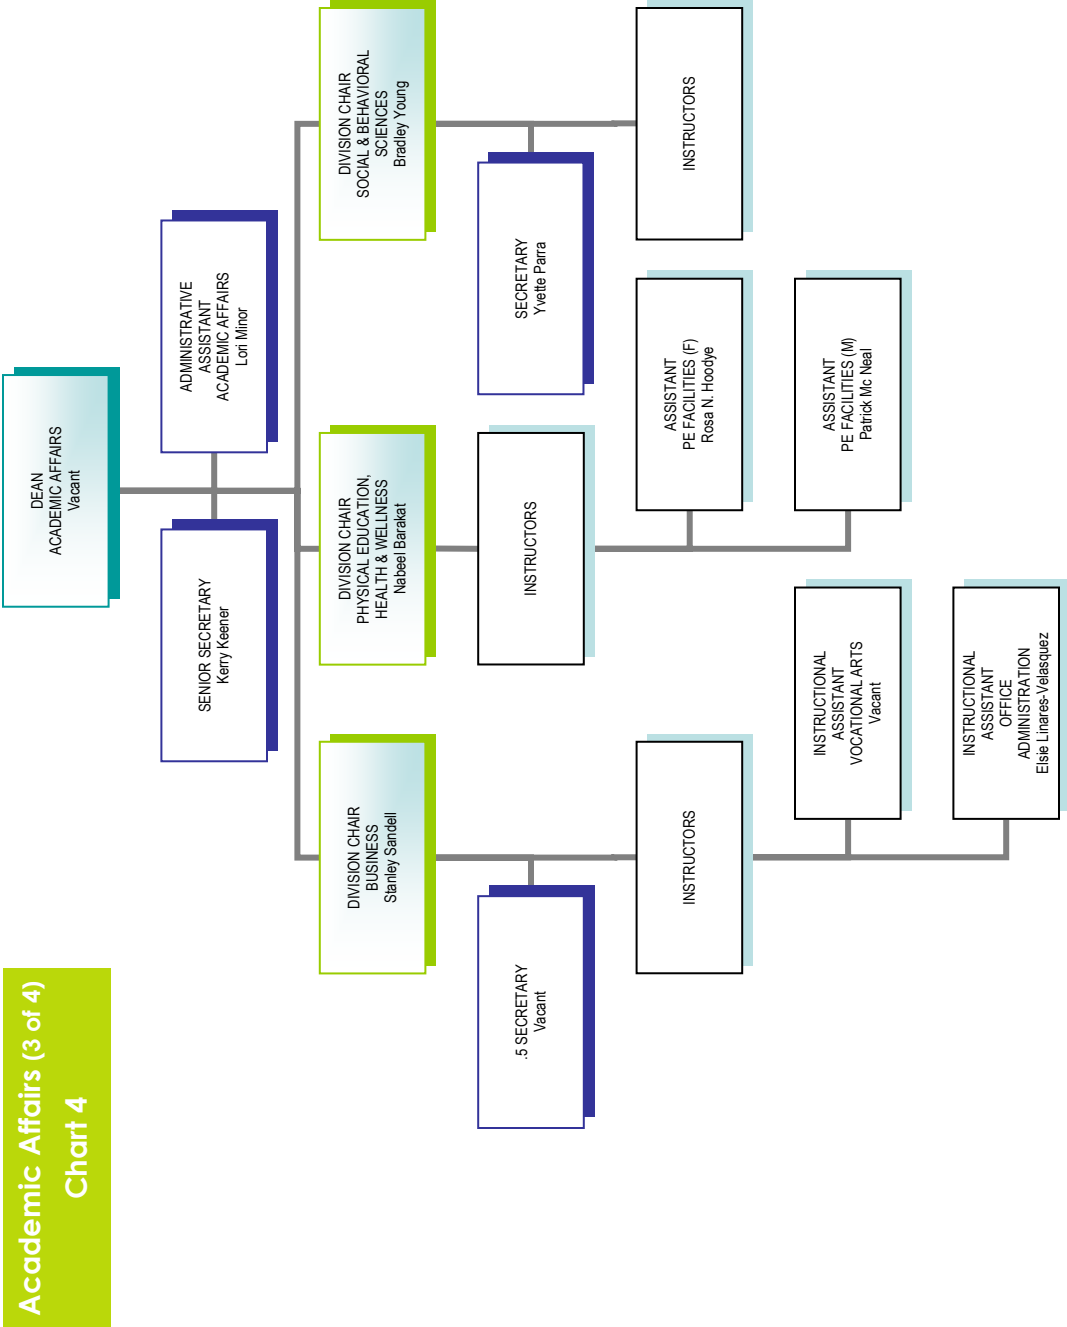 Academic Affairs (3 of 4)
Chart 4
DEAN
ACADEMIC AFFAIRS
Vacant
SENIOR SECRETARY
Kerry Keener
ADMINISTRATIVE
ASSISTANT
ACADEMIC AFFAIRS
Lori Minor
DIVISION CHAIR
BUSINESS
Stanley Sandell
DIVISION CHAIR
PHYSICAL EDUCATION,
HEALTH & WELLNESS
Nabeel Barakat
DIVISION CHAIR
SOCIAL & BEHAVIORAL
SCIENCES
Bradley Young
.5 SECRETARY
Vacant
INSTRUCTORS
SECRETARY
Yvette Parra
INSTRUCTORS
ASSISTANT
PE FACILITIES (F)
Rosa N. Hoodye
INSTRUCTORS
INSTRUCTIONAL
ASSISTANT
VOCATIONAL ARTS
Vacant
ASSISTANT
PE FACILITIES (M)
Patrick Mc Neal
INSTRUCTIONAL
ASSISTANT
OFFICE
ADMINISTRATION
Elsie Linares-Velasquez